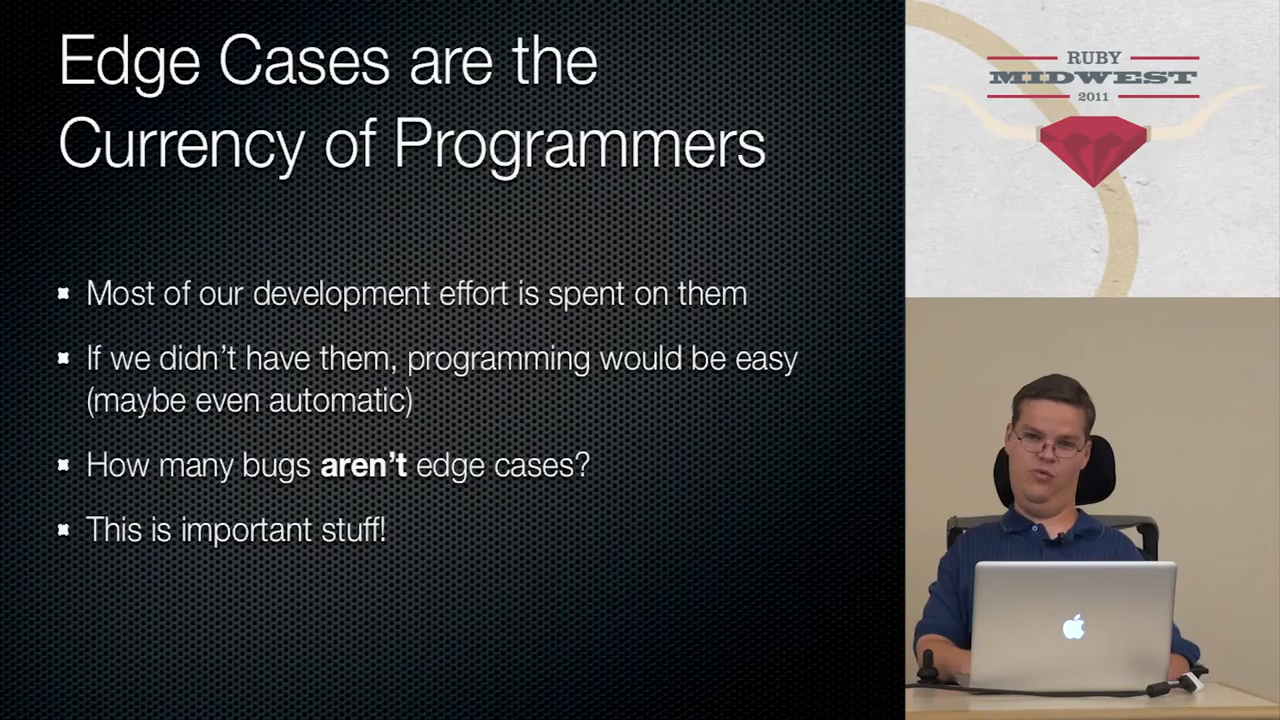 Edge Cases are the
Currency of Programmers
Most of our development effort is spent on them
If we didn't have them, programming would be easy
(maybe even automatic)
How many bugs aren't edge cases?
This is important stuff!
RUBY
MIDWEST
2011